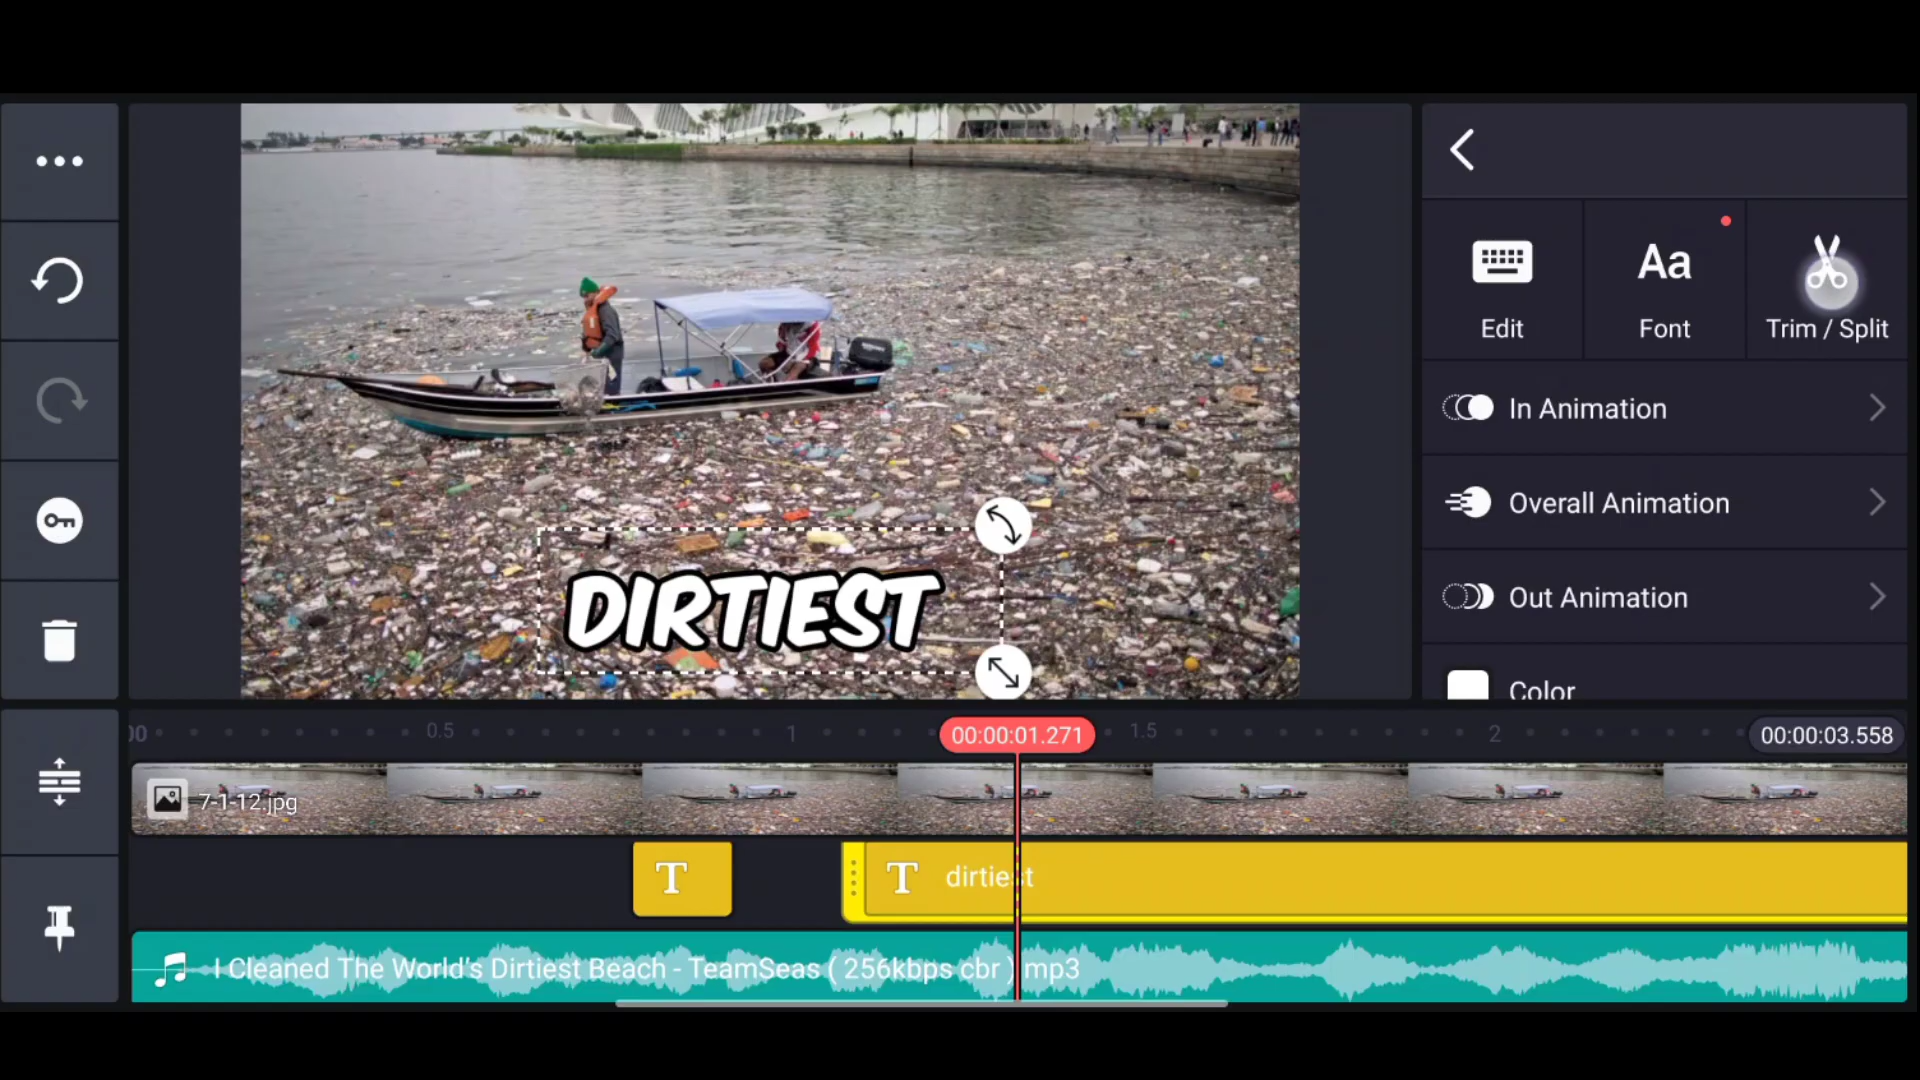 Edit
Aa
Font
Trim / Split
In Animation
Overall Animation
Out Animation
Color
DIRTIEST
0.5
1
00:00:01.271
1.5
2
00:00:03.558
7-1-12.jpg
T
T dirtiest
I Cleaned The World's Dirtiest Beach - TeamSeas ( 256kbps cbr ) mp3